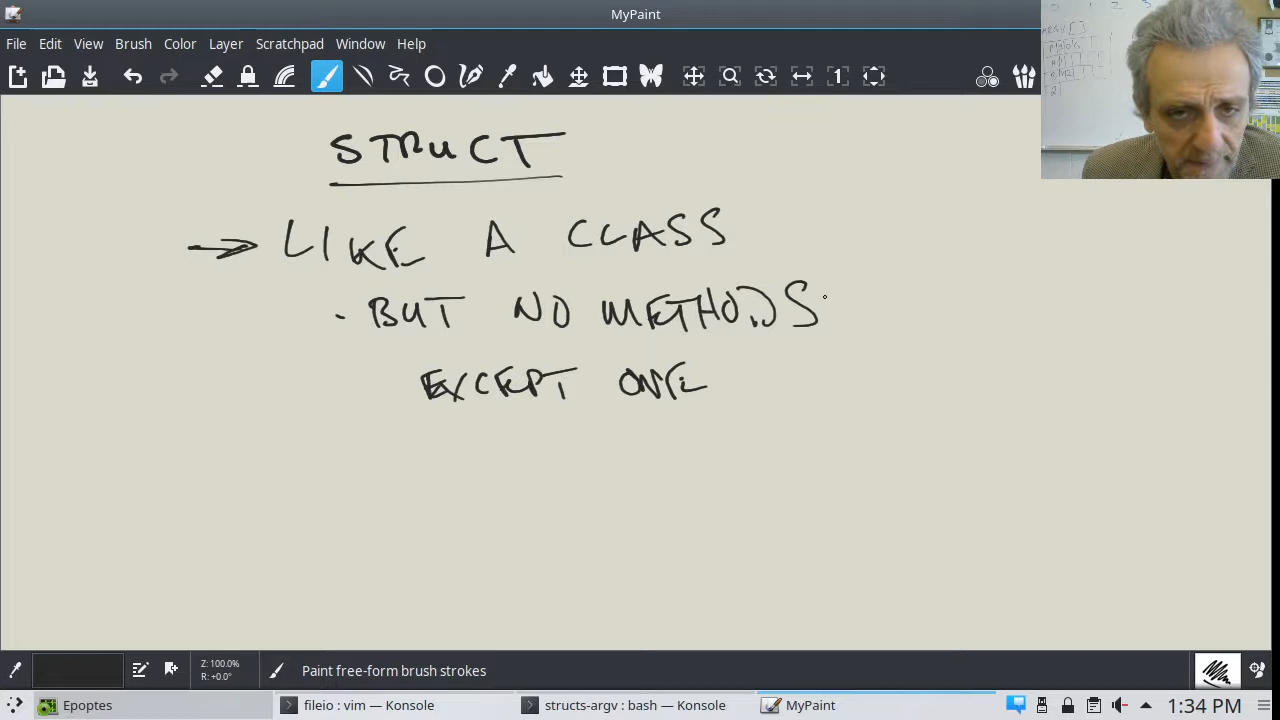 MyPaint
File Edit View Brush Color Layer Scratchpad Window Help
STRUCT
→ LIKE A CLASS
· BUT NO METHODS
EXCEPT ONE
Z: 100.0%
R: +0.0°
Paint free-form brush strokes
Epoptes
fileio : vim — Konsole
structs-argv : bash — Konsole
MyPaint
1:34 PM